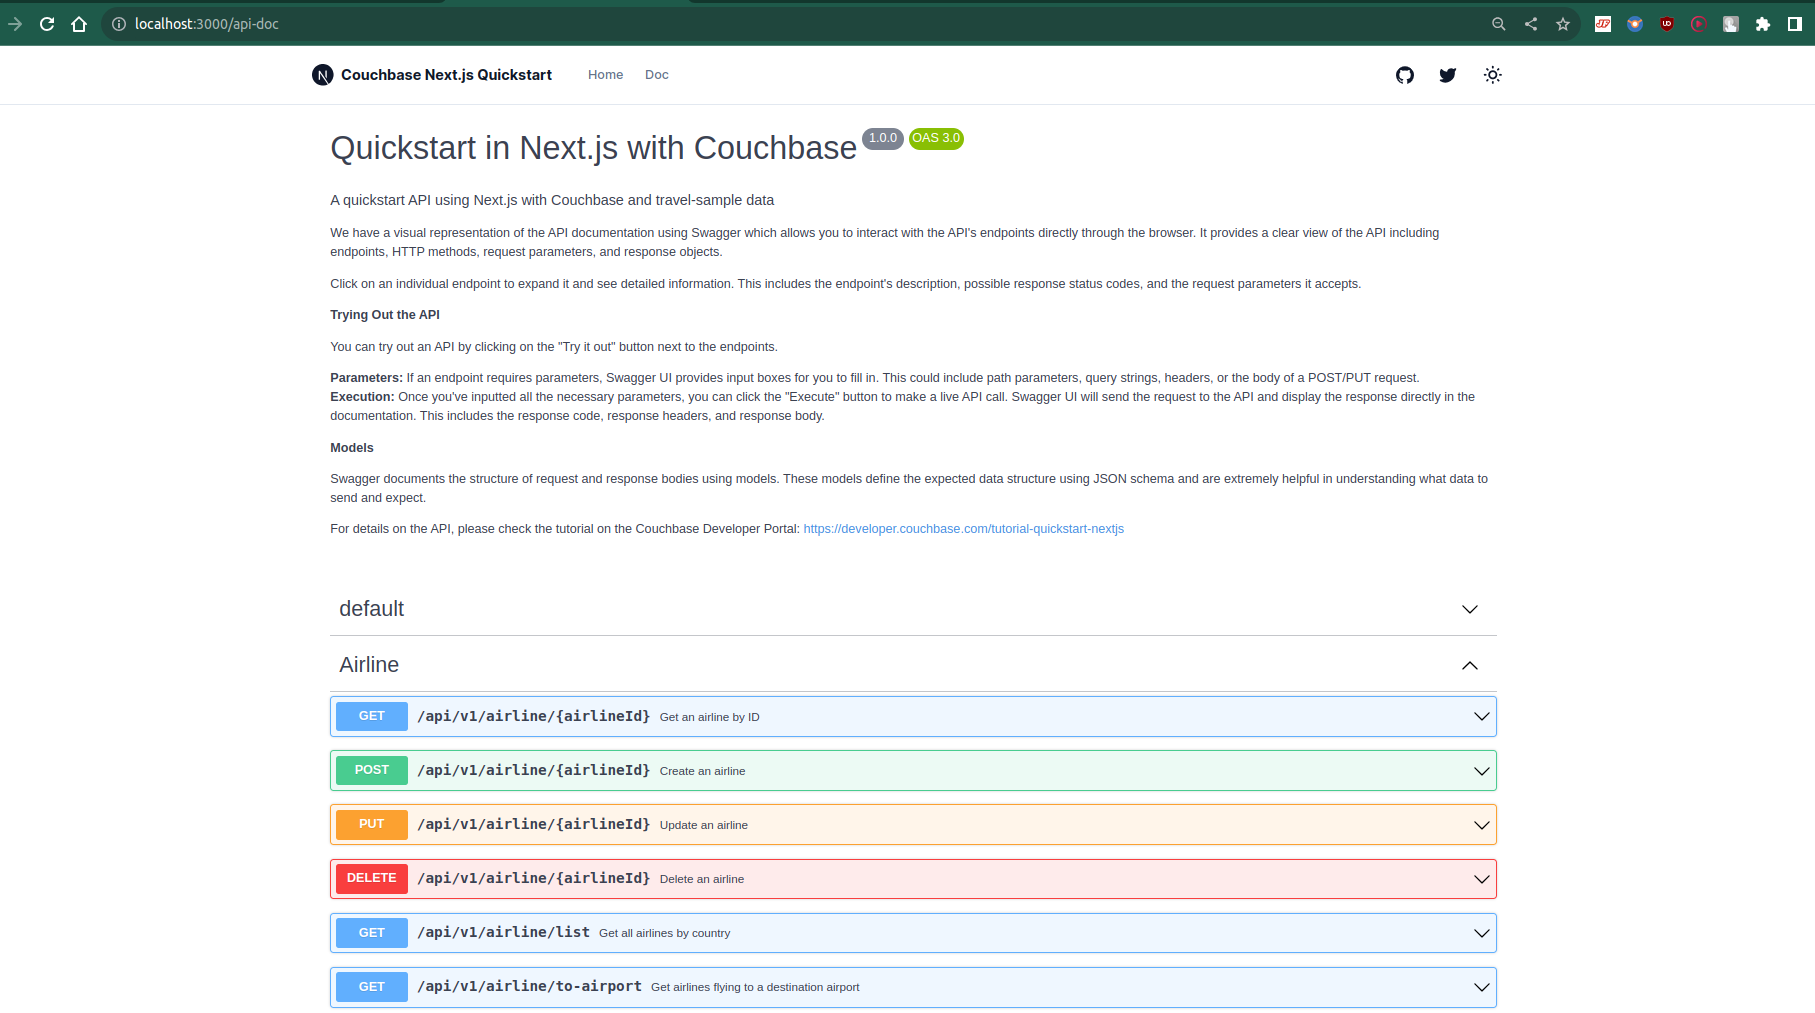 localhost:3000/api-doc
Couchbase Next.js Quickstart Home Doc
Quickstart in Next.js with Couchbase 1.0.0 OAS 3.0
A quickstart API using Next.js with Couchbase and travel-sample data
We have a visual representation of the API documentation using Swagger which allows you to interact with the API's endpoints directly through the browser. It provides a clear view of the API including
endpoints, HTTP methods, request parameters, and response objects.
Click on an individual endpoint to expand it and see detailed information. This includes the endpoint's description, possible response status codes, and the request parameters it accepts.
Trying Out the API
You can try out an API by clicking on the "Try it out" button next to the endpoints.
Parameters: If an endpoint requires parameters, Swagger UI provides input boxes for you to fill in. This could include path parameters, query strings, headers, or the body of a POST/PUT request.
Execution: Once you've inputted all the necessary parameters, you can click the "Execute" button to make a live API call. Swagger UI will send the request to the API and display the response directly in the
documentation. This includes the response code, response headers, and response body.
Models
Swagger documents the structure of request and response bodies using models. These models define the expected data structure using JSON schema and are extremely helpful in understanding what data to
send and expect.
For details on the API, please check the tutorial on the Couchbase Developer Portal: https://developer.couchbase.com/tutorial-quickstart-nextjs
default
Airline
GET /api/v1/airline/{airlineId} Get an airline by ID
POST /api/v1/airline/{airlineId} Create an airline
PUT /api/v1/airline/{airlineId} Update an airline
DELETE /api/v1/airline/{airlineId} Delete an airline
GET /api/v1/airline/list Get all airlines by country
GET /api/v1/airline/to-airport Get airlines flying to a destination airport